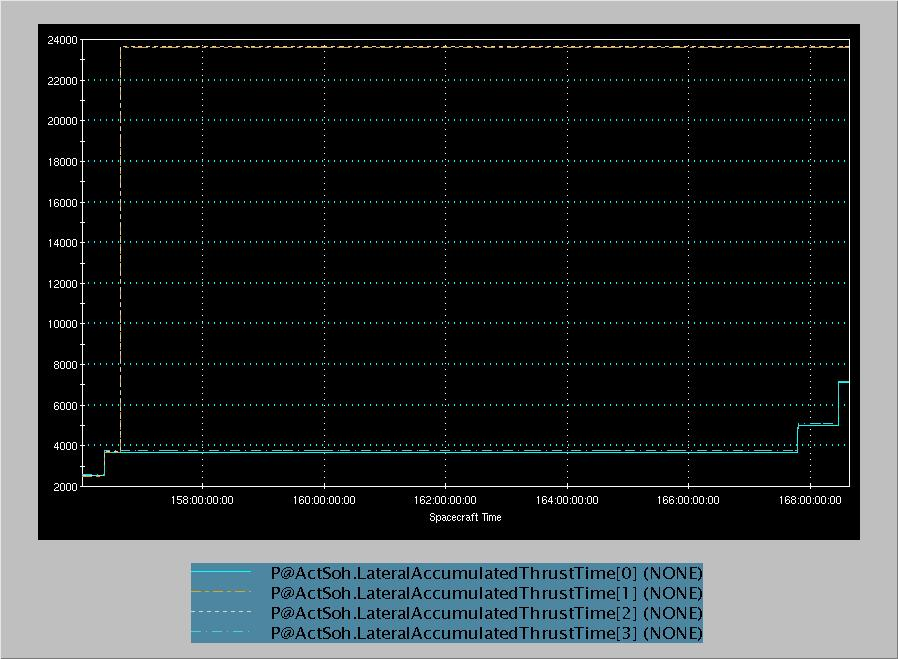 24000
22000
20000
18000
16000
14000
12000
10000
8000
6000
4000
2000
158:00:00:00 160:00:00:00 162:00:00:00 164:00:00:00 166:00:00:00 168:00:00:00
Spacecraft Time
P@ActSoh.LateralAccumulatedThrustTime[0] (NONE)
P@ActSoh.LateralAccumulatedThrustTime[1] (NONE)
P@ActSoh.LateralAccumulatedThrustTime[2] (NONE)
P@ActSoh.LateralAccumulatedThrustTime[3] (NONE)